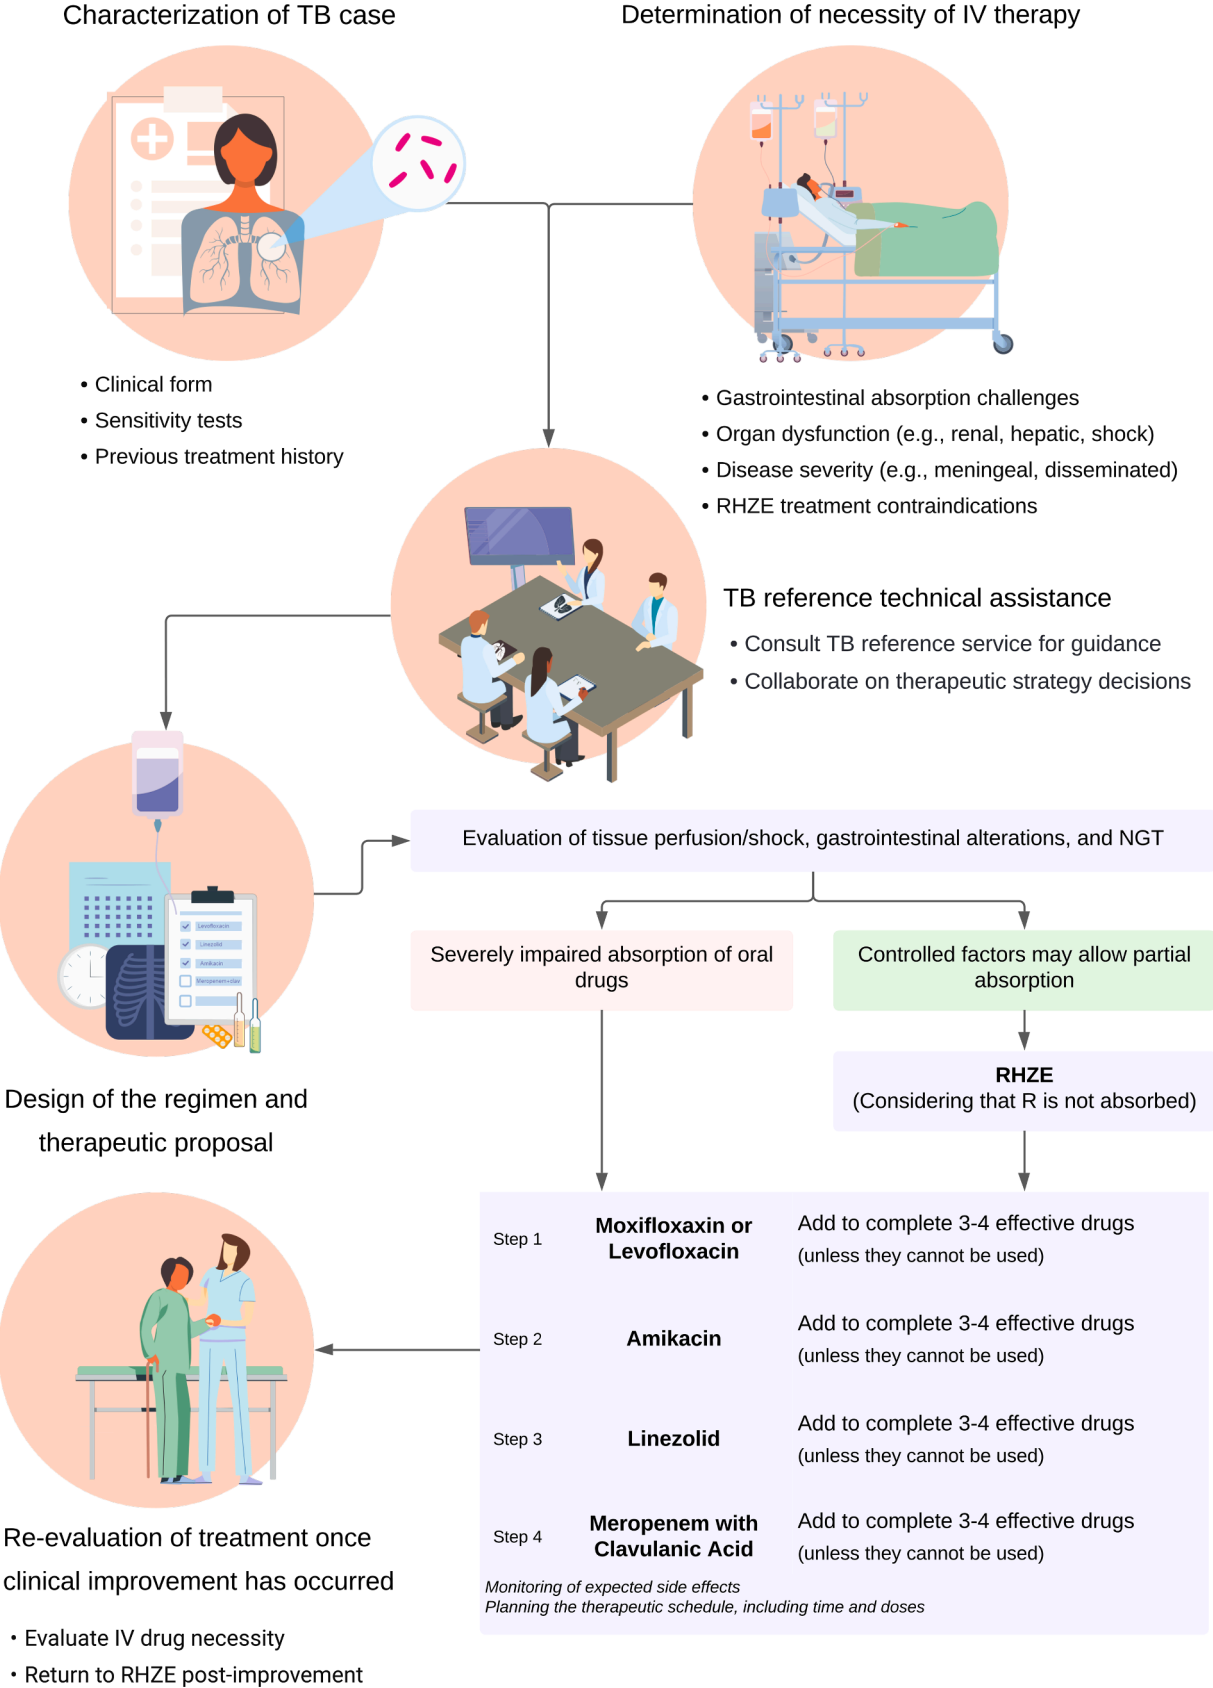 Characterization of TB case
Determination of necessity of IV therapy
• Clinical form
• Sensitivity tests
• Previous treatment history
• Gastrointestinal absorption challenges
• Organ dysfunction (e.g., renal, hepatic, shock)
• Disease severity (e.g., meningeal, disseminated)
• RHZE treatment contraindications
TB reference technical assistance
• Consult TB reference service for guidance
• Collaborate on therapeutic strategy decisions
Levofloxacin
Linezolid
Amikacin
Meropenem+clav
Design of the regimen and
therapeutic proposal
Evaluation of tissue perfusion/shock, gastrointestinal alterations, and NGT
Severely impaired absorption of oral
drugs
Controlled factors may allow partial
absorption
RHZE
(Considering that R is not absorbed)
Step 1
Moxifloxaxin or
Levofloxacin
Add to complete 3-4 effective drugs
(unless they cannot be used)
Step 2
Amikacin
Add to complete 3-4 effective drugs
(unless they cannot be used)
Step 3
Linezolid
Add to complete 3-4 effective drugs
(unless they cannot be used)
Step 4
Meropenem with
Clavulanic Acid
Add to complete 3-4 effective drugs
(unless they cannot be used)
Monitoring of expected side effects
Planning the therapeutic schedule, including time and doses
Re-evaluation of treatment once
clinical improvement has occurred
• Evaluate IV drug necessity
• Return to RHZE post-improvement